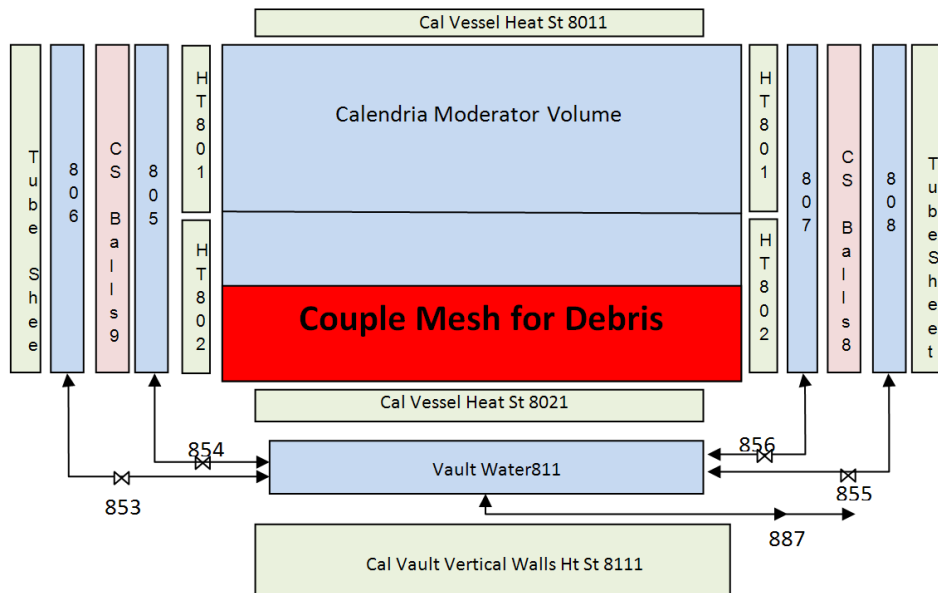 Cal Vessel Heat St 8011
Tube Shee
806
CS Balls9
805
HT801
HT802
Calendria Moderator Volume
Couple Mesh for Debris
HT801
HT802
807
CS Balls8
808
TubeSheet
Cal Vessel Heat St 8021
854
853
Vault Water811
856
855
887
Cal Vault Vertical Walls Ht St 8111